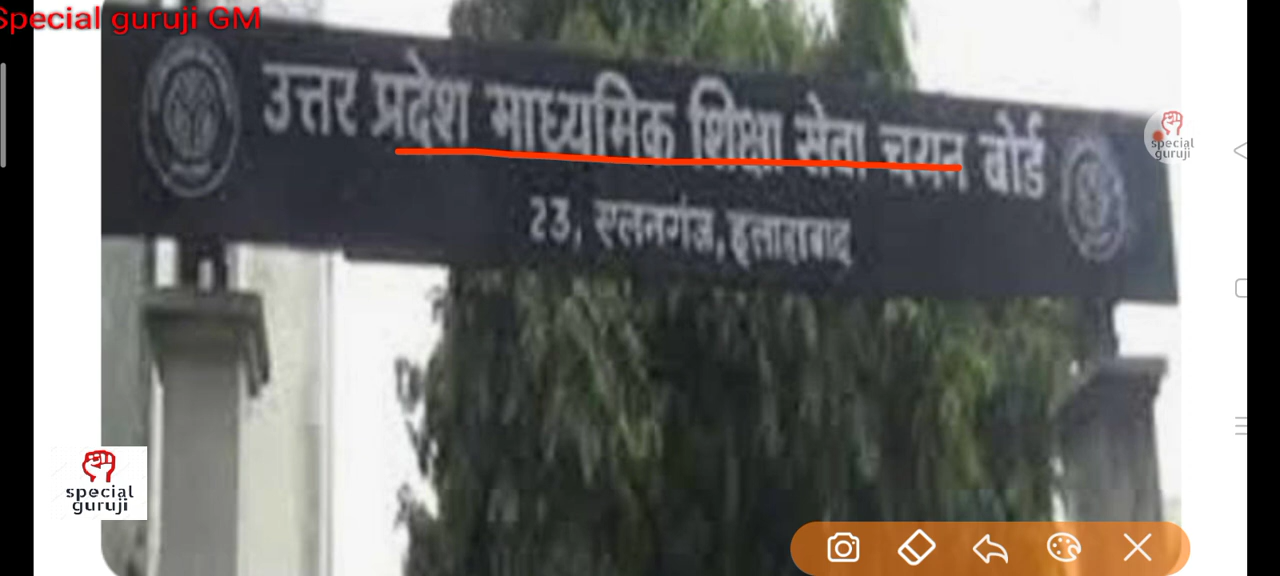 Special guruji GM
उत्तर प्रदेश माध्यमिक शिक्षा सेवा चयन बोर्ड
23, एलनगंज, इलाहाबाद
special
guruji
special
guruji